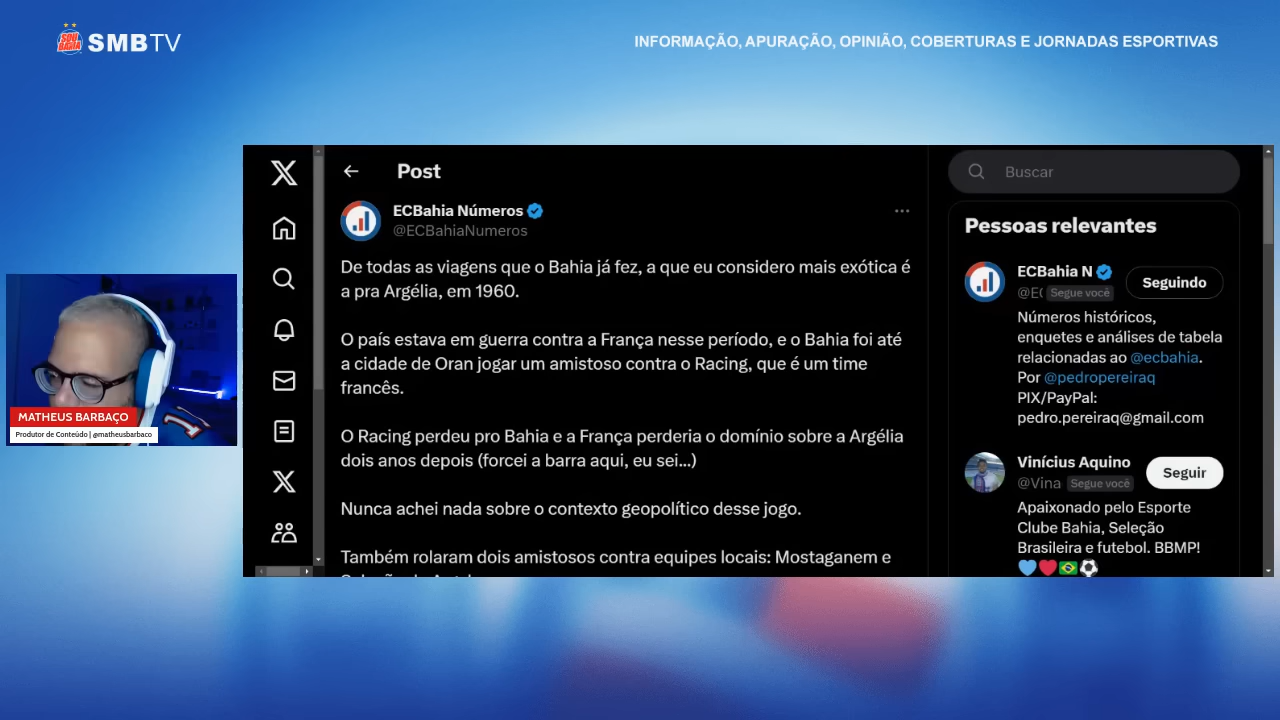 SOU BAHIA
SMBTV
INFORMAÇÃO, APURAÇÃO, OPINIÃO, COBERTURAS E JORNADAS ESPORTIVAS
MATHEUS BARBAÇO
Produtor de Conteúdo | @matheusbarbaco
Post
ECBahia Números
@ECBahiaNumeros
De todas as viagens que o Bahia já fez, a que eu considero mais exótica é
a pra Argélia, em 1960.
O país estava em guerra contra a França nesse período, e o Bahia foi até
a cidade de Oran jogar um amistoso contra o Racing, que é um time
francês.
O Racing perdeu pro Bahia e a França perderia o domínio sobre a Argélia
dois anos depois (forcei a barra aqui, eu sei...)
Nunca achei nada sobre o contexto geopolítico desse jogo.
Também rolaram dois amistosos contra equipes locais: Mostaganem e
Buscar
Pessoas relevantes
ECBahia N
@E( Segue você
Seguindo
Números históricos,
enquetes e análises de tabela
relacionadas ao @ecbahia.
Por @pedropereiraq
PIX/PayPal:
pedro.pereiraq@gmail.com
Vinícius Aquino
@Vina Segue você
Seguir
Apaixonado pelo Esporte
Clube Bahia, Seleção
Brasileira e futebol. BBMP!